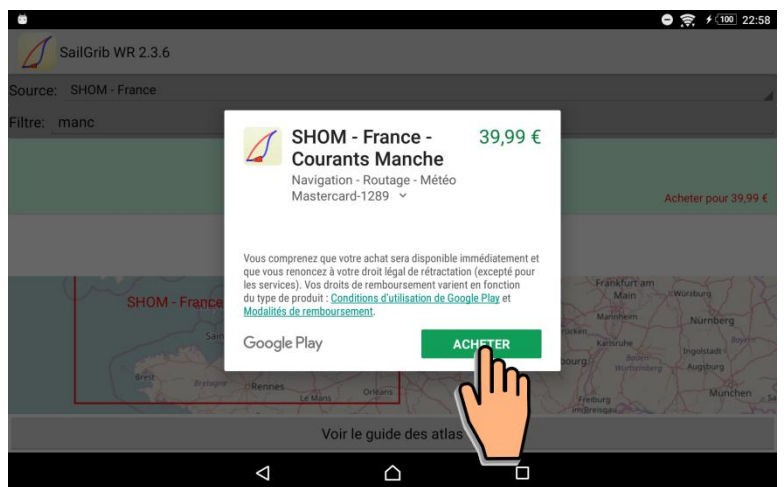 100 22:58
SailGrib WR 2.3.6
Source: SHOM - France
Filtre: manc
SHOM - France - 39,99 €
Courants Manche
Navigation - Routage - Météo
Mastercard-1289
Acheter pour 39,99 €
Vous comprenez que votre achat sera disponible immédiatement et
que vous renoncez à votre droit légal de rétractation (excepté pour
les services). Vos droits de remboursement varient en fonction
du type de produit : Conditions d'utilisation de Google Play et
Modalités de remboursement.
Google Play ACHETER
SHOM - France
Frankfurt am
Main
Würzburg
Mannheim
Nürnberg
Karlsruhe
Ingolstadt
Bayern
Baden
Württemberg
Augsburg
Brest
Bretagne
Rennes
Le Mans
Orléans
Freiburg
im Breisgau
München
Voir le guide des atlas